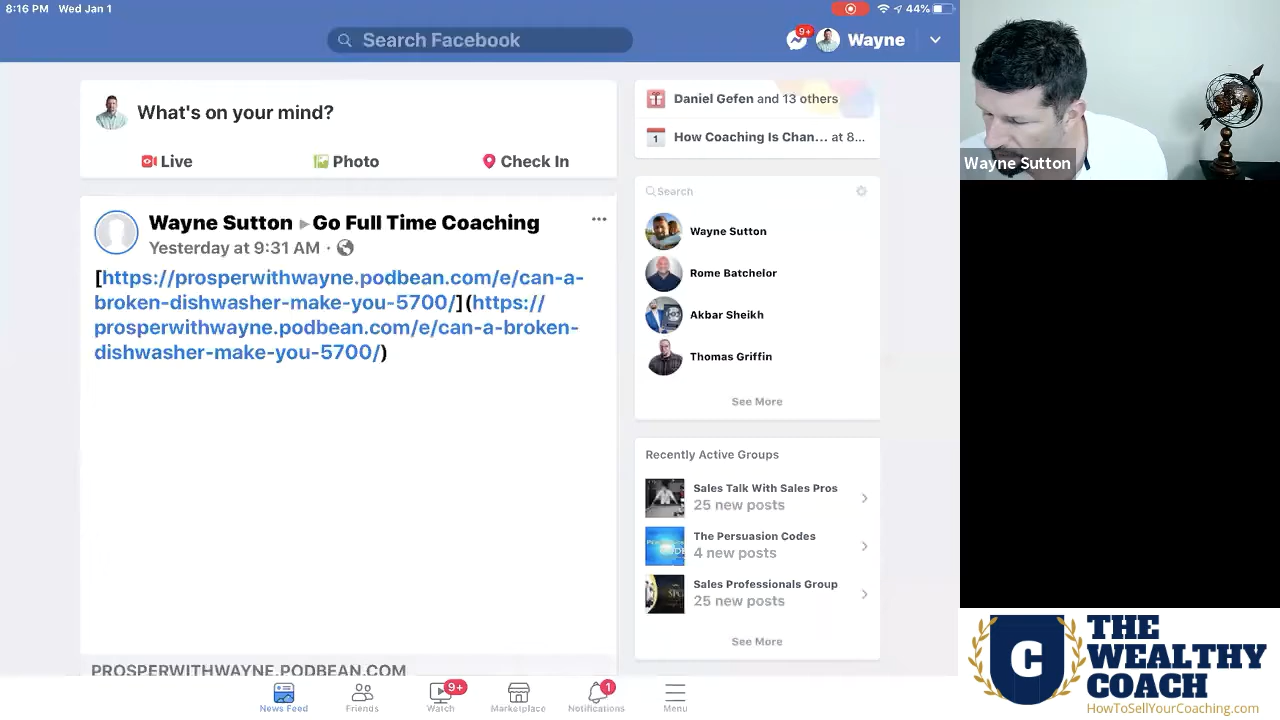 8:16 PM Wed Jan 1
44%
Search Facebook
9+
Wayne
What's on your mind?
Live
Photo
Check In
Wayne Sutton ▸ Go Full Time Coaching
Yesterday at 9:31 AM ·
[https://prosperwithwayne.podbean.com/e/can-a-
broken-dishwasher-make-you-5700/](https://
prosperwithwayne.podbean.com/e/can-a-broken-
dishwasher-make-you-5700/)
PROSPERWITHWAYNE.PODBEAN.COM
Daniel Gefen and 13 others
1
How Coaching Is Chan... at 8...
Search
Wayne Sutton
Rome Batchelor
Akbar Sheikh
Thomas Griffin
See More
Recently Active Groups
Sales Talk With Sales Pros
25 new posts
The Persuasion Codes
4 new posts
Sales Professionals Group
25 new posts
See More
News Feed
Friends
9+
Watch
Marketplace
1
Notifications
Menu
Wayne Sutton
C
THE
WEALTHY
COACH
HowToSellYourCoaching.com